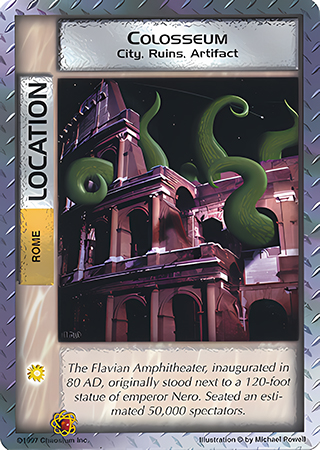 COLOSSEUM
City, Ruins, Artifact
LOCATION
ROME
The Flavian Amphitheater, inaugurated in
80 AD, originally stood next to a 120-foot
statue of emperor Nero. Seated an esti-
mated 50,000 spectators.
©1997 Chaosium Inc.
Illustration © by Michael Powell